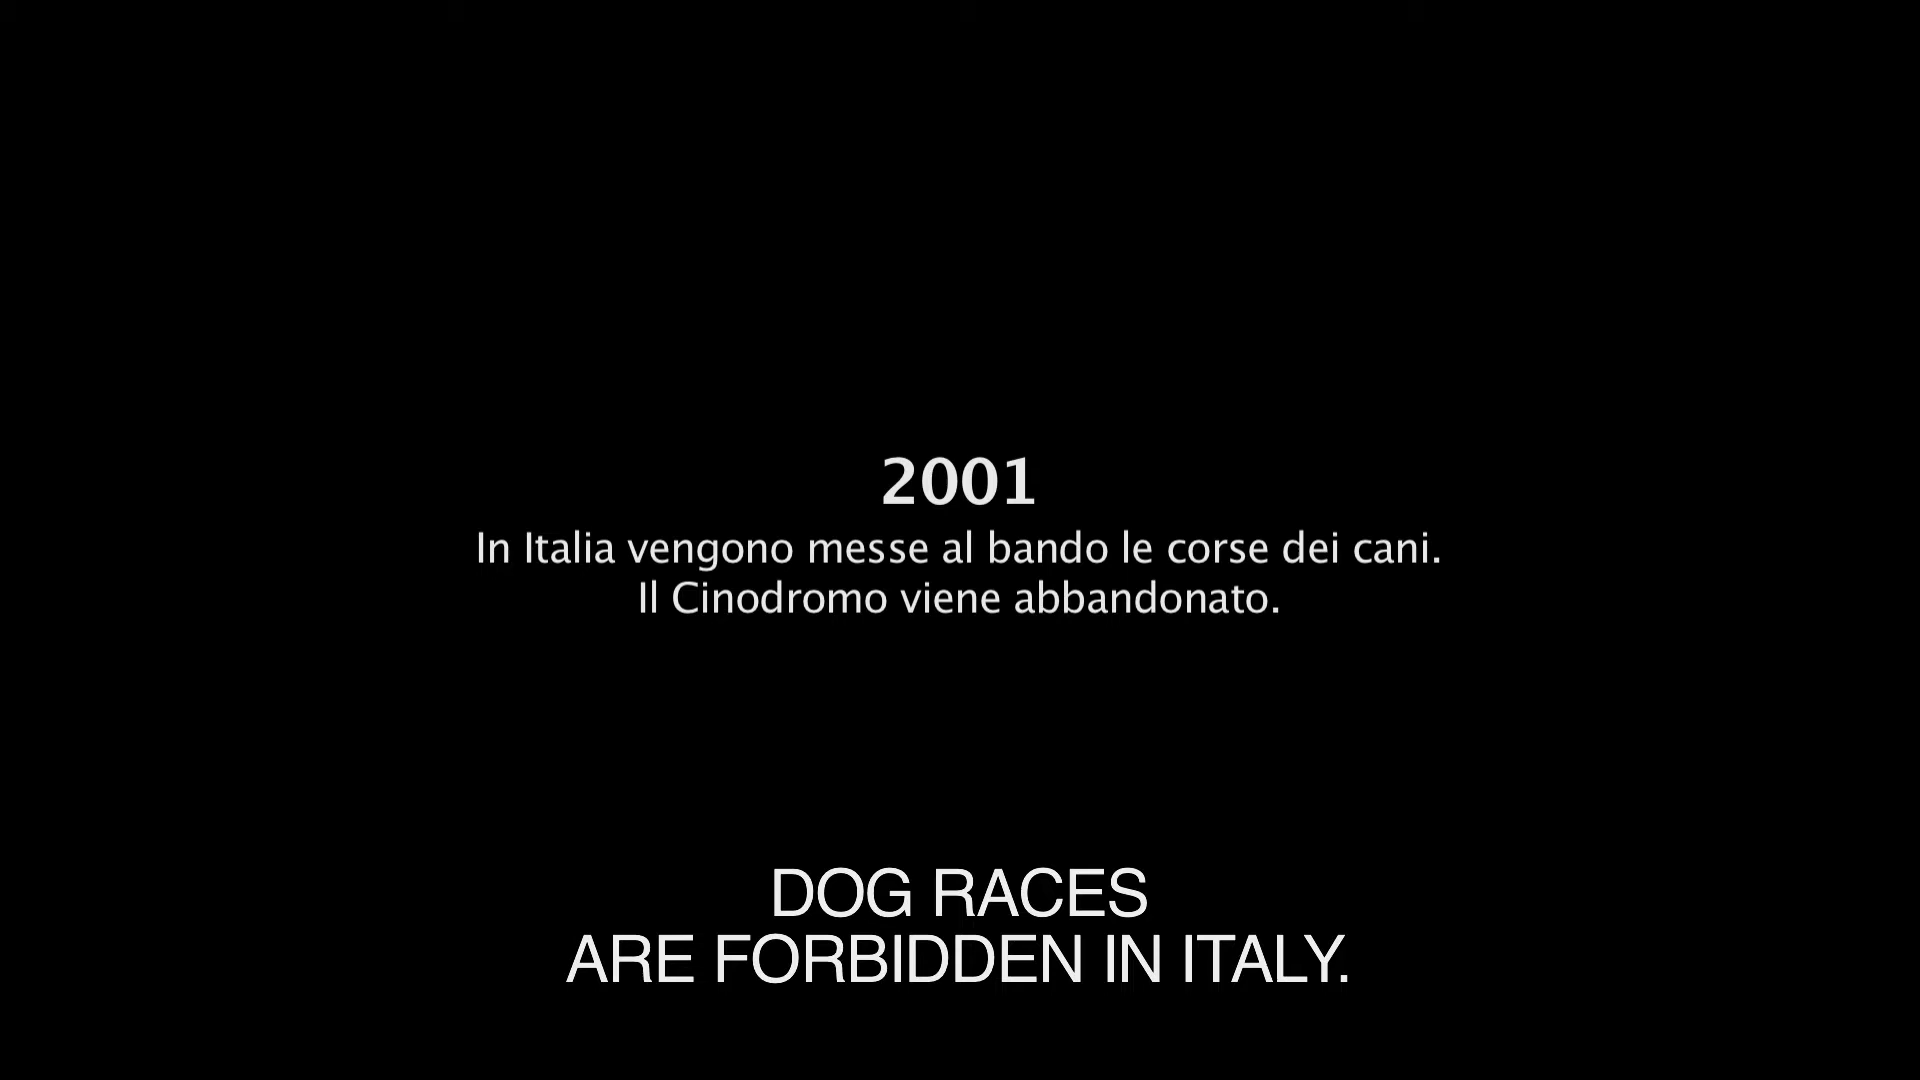 2001
In Italia vengono messe al bando le corse dei cani.
Il Cinodromo viene abbandonato.
DOG RACES
ARE FORBIDDEN IN ITALY.